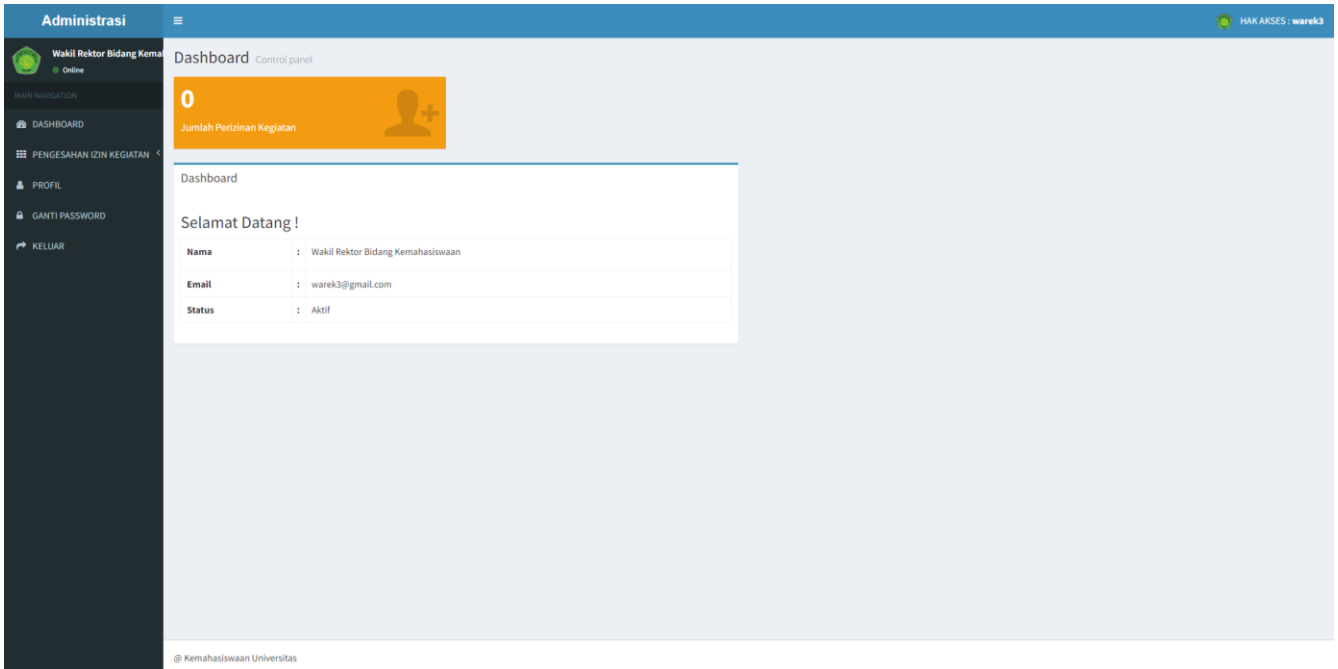 Administrasi
HAK AKSES : warek3
Wakil Rektor Bidang Kemal
Online
MAIN NAVIGATION
DASHBOARD
PENGESAHAN IZIN KEGIATAN
PROFIL
GANTI PASSWORD
KELUAR
Dashboard Control panel
0
Jumlah Perizinan Kegiatan
Dashboard
Selamat Datang !
Nama : Wakil Rektor Bidang Kemahasiswaan
Email : warek3@gmail.com
Status : Aktif
@ Kemahasiswaan Universitas